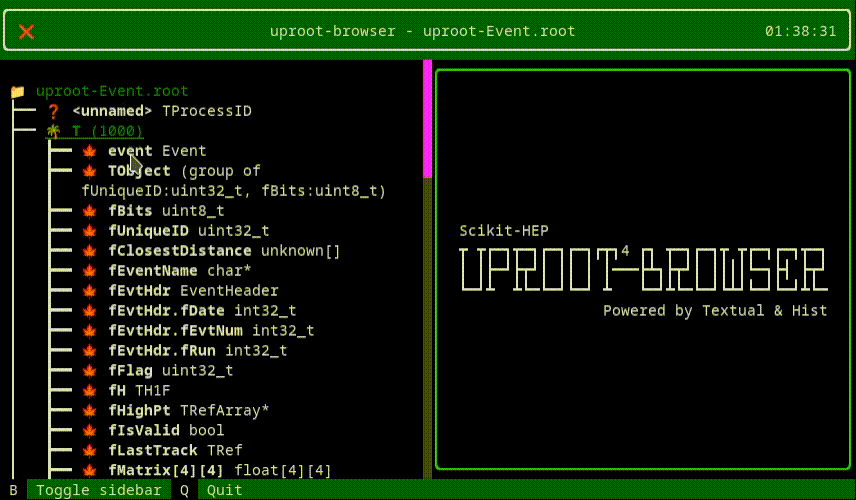 uproot-browser - uproot-Event.root
01:38:31
uproot-Event.root
<unnamed> TProcessID
T (1000)
event Event
TObject (group of
fUniqueID:uint32_t, fBits:uint8_t)
fBits uint8_t
fUniqueID uint32_t
fClosestDistance unknown[]
fEventName char*
fEvtHdr EventHeader
fEvtHdr.fDate int32_t
fEvtHdr.fEvtNum int32_t
fEvtHdr.fRun int32_t
fFlag uint32_t
fH TH1F
fHighPt TRefArray*
fIsValid bool
fLastTrack TRef
fMatrix[4][4] float[4][4]
Scikit-HEP
UPROOT4-BROWSER
Powered by Textual & Hist
B Toggle sidebar Q Quit